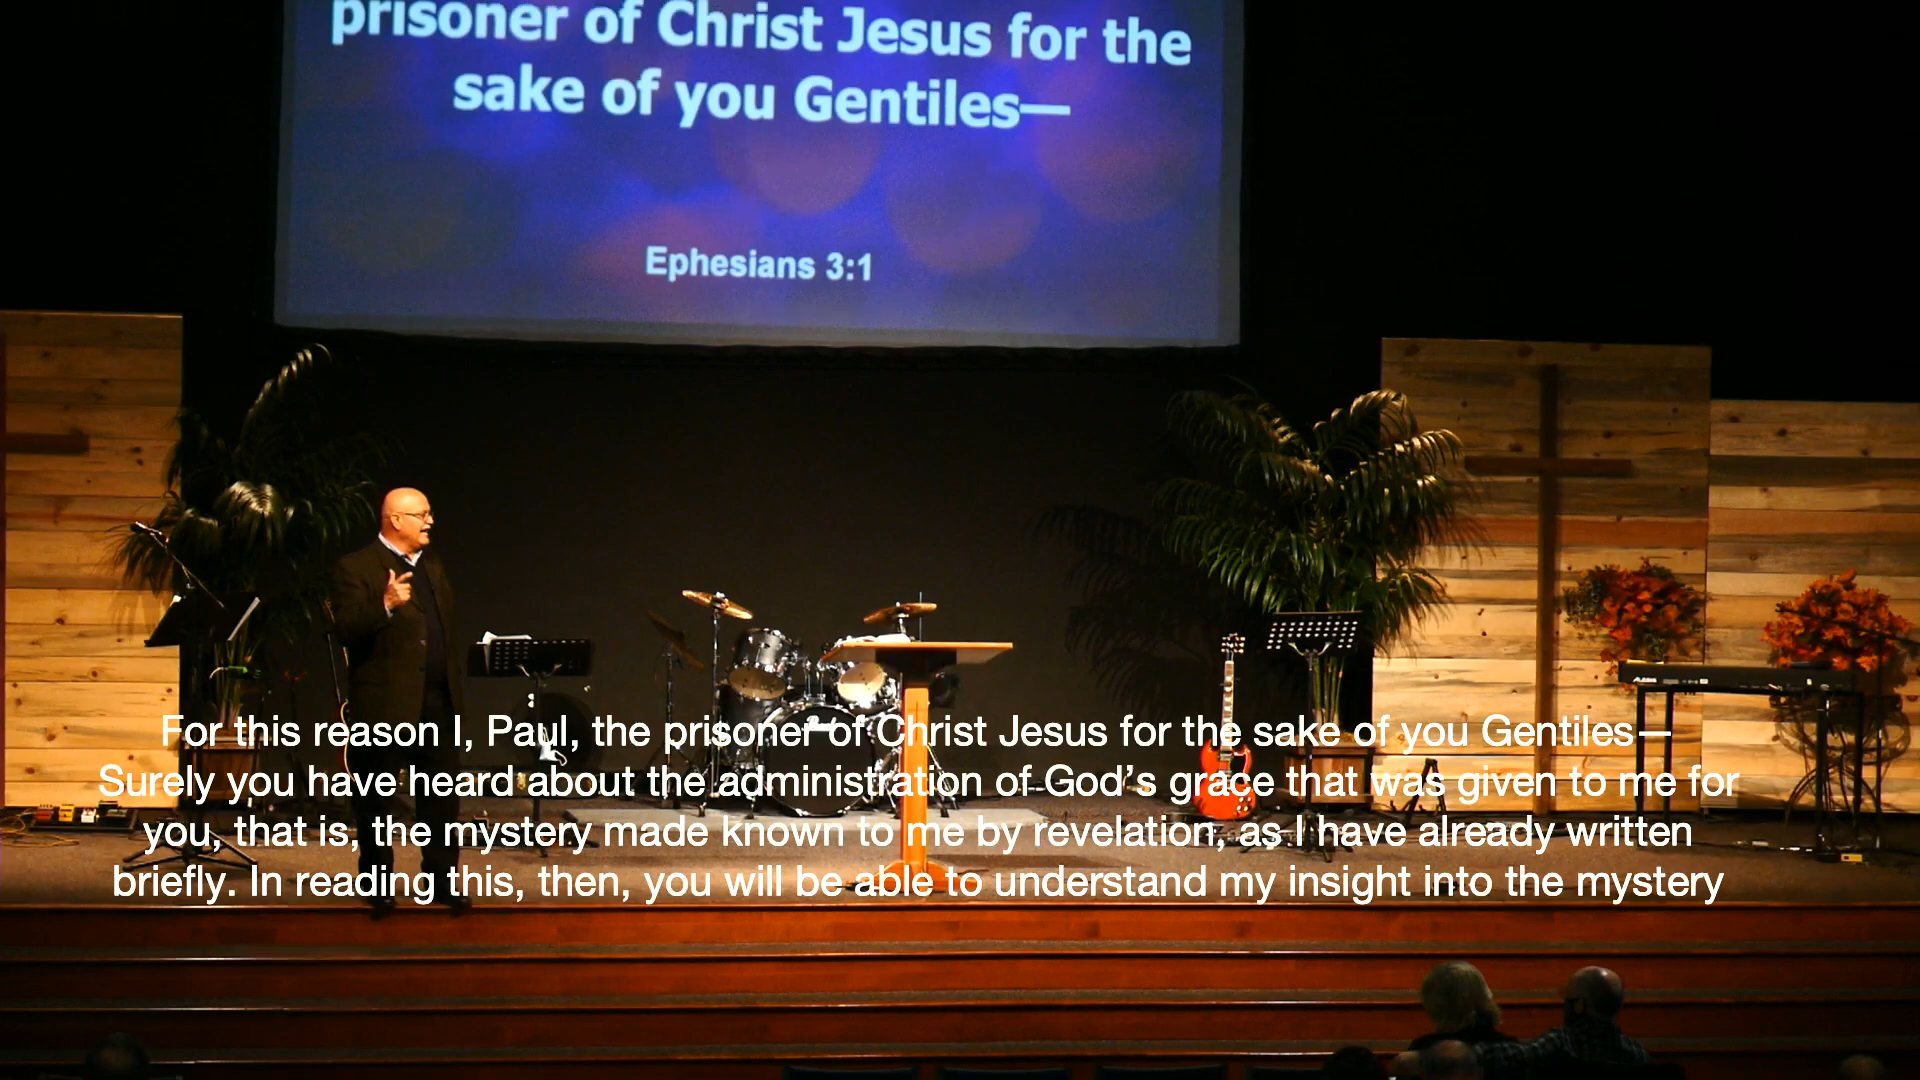 prisoner of Christ Jesus for the
sake of you Gentiles—
Ephesians 3:1
For this reason I, Paul, the prisoner of Christ Jesus for the sake of you Gentiles—
Surely you have heard about the administration of God’s grace that was given to me for
you, that is, the mystery made known to me by revelation, as I have already written
briefly. In reading this, then, you will be able to understand my insight into the mystery
ALESIS